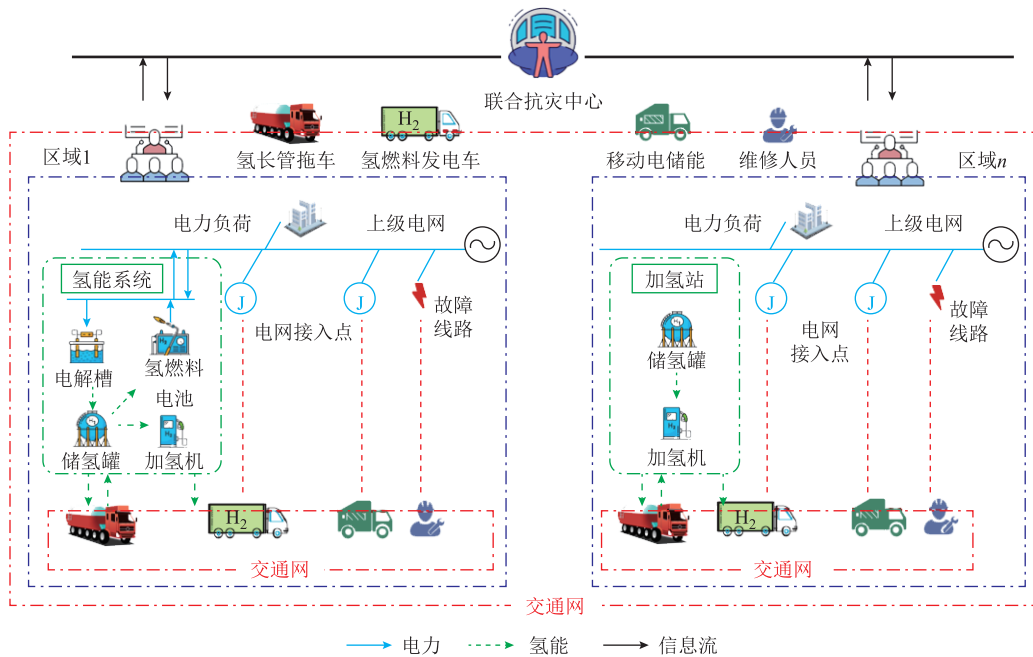 联合抗灾中心
区域1
氢长管拖车
H2
氢燃料发电车
移动电储能
维修人员
区域n
电力负荷
上级电网
氢能系统
J
J
故障
线路
电网接入点
电解槽
氢燃料
电池
储氢罐
加氢机
H2
交通网
电力负荷
上级电网
加氢站
J
J
故障
线路
电网
接入点
储氢罐
加氢机
H2
交通网
交通网
电力
氢能
信息流